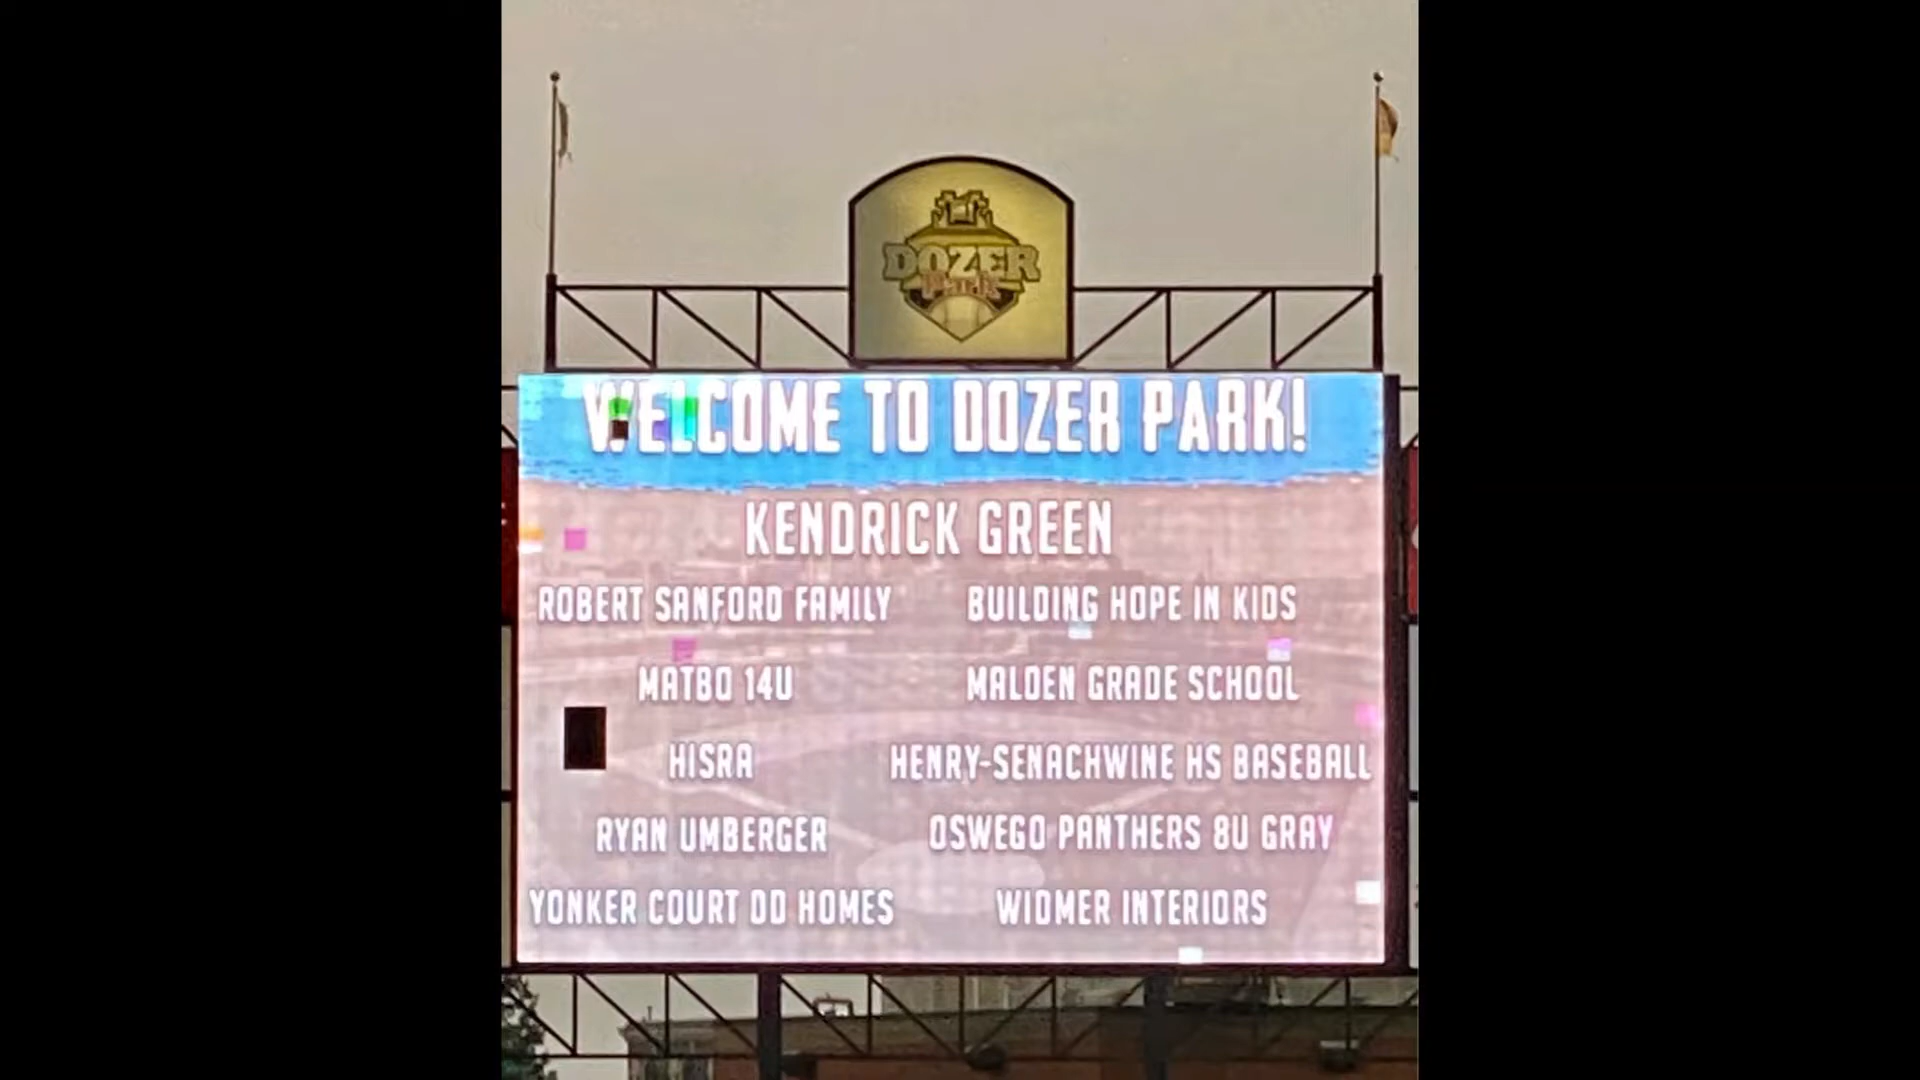 DOZER
Park
WELCOME TO DOZER PARK!
KENDRICK GREEN
ROBERT SANFORD FAMILY
BUILDING HOPE IN KIDS
MATBO 14U
MALDEN GRADE SCHOOL
HISRA
HENRY-SENACHWINE HS BASEBALL
RYAN UMBERGER
OSWEGO PANTHERS 8U GRAY
YONKER COURT DD HOMES
WIDMER INTERIORS